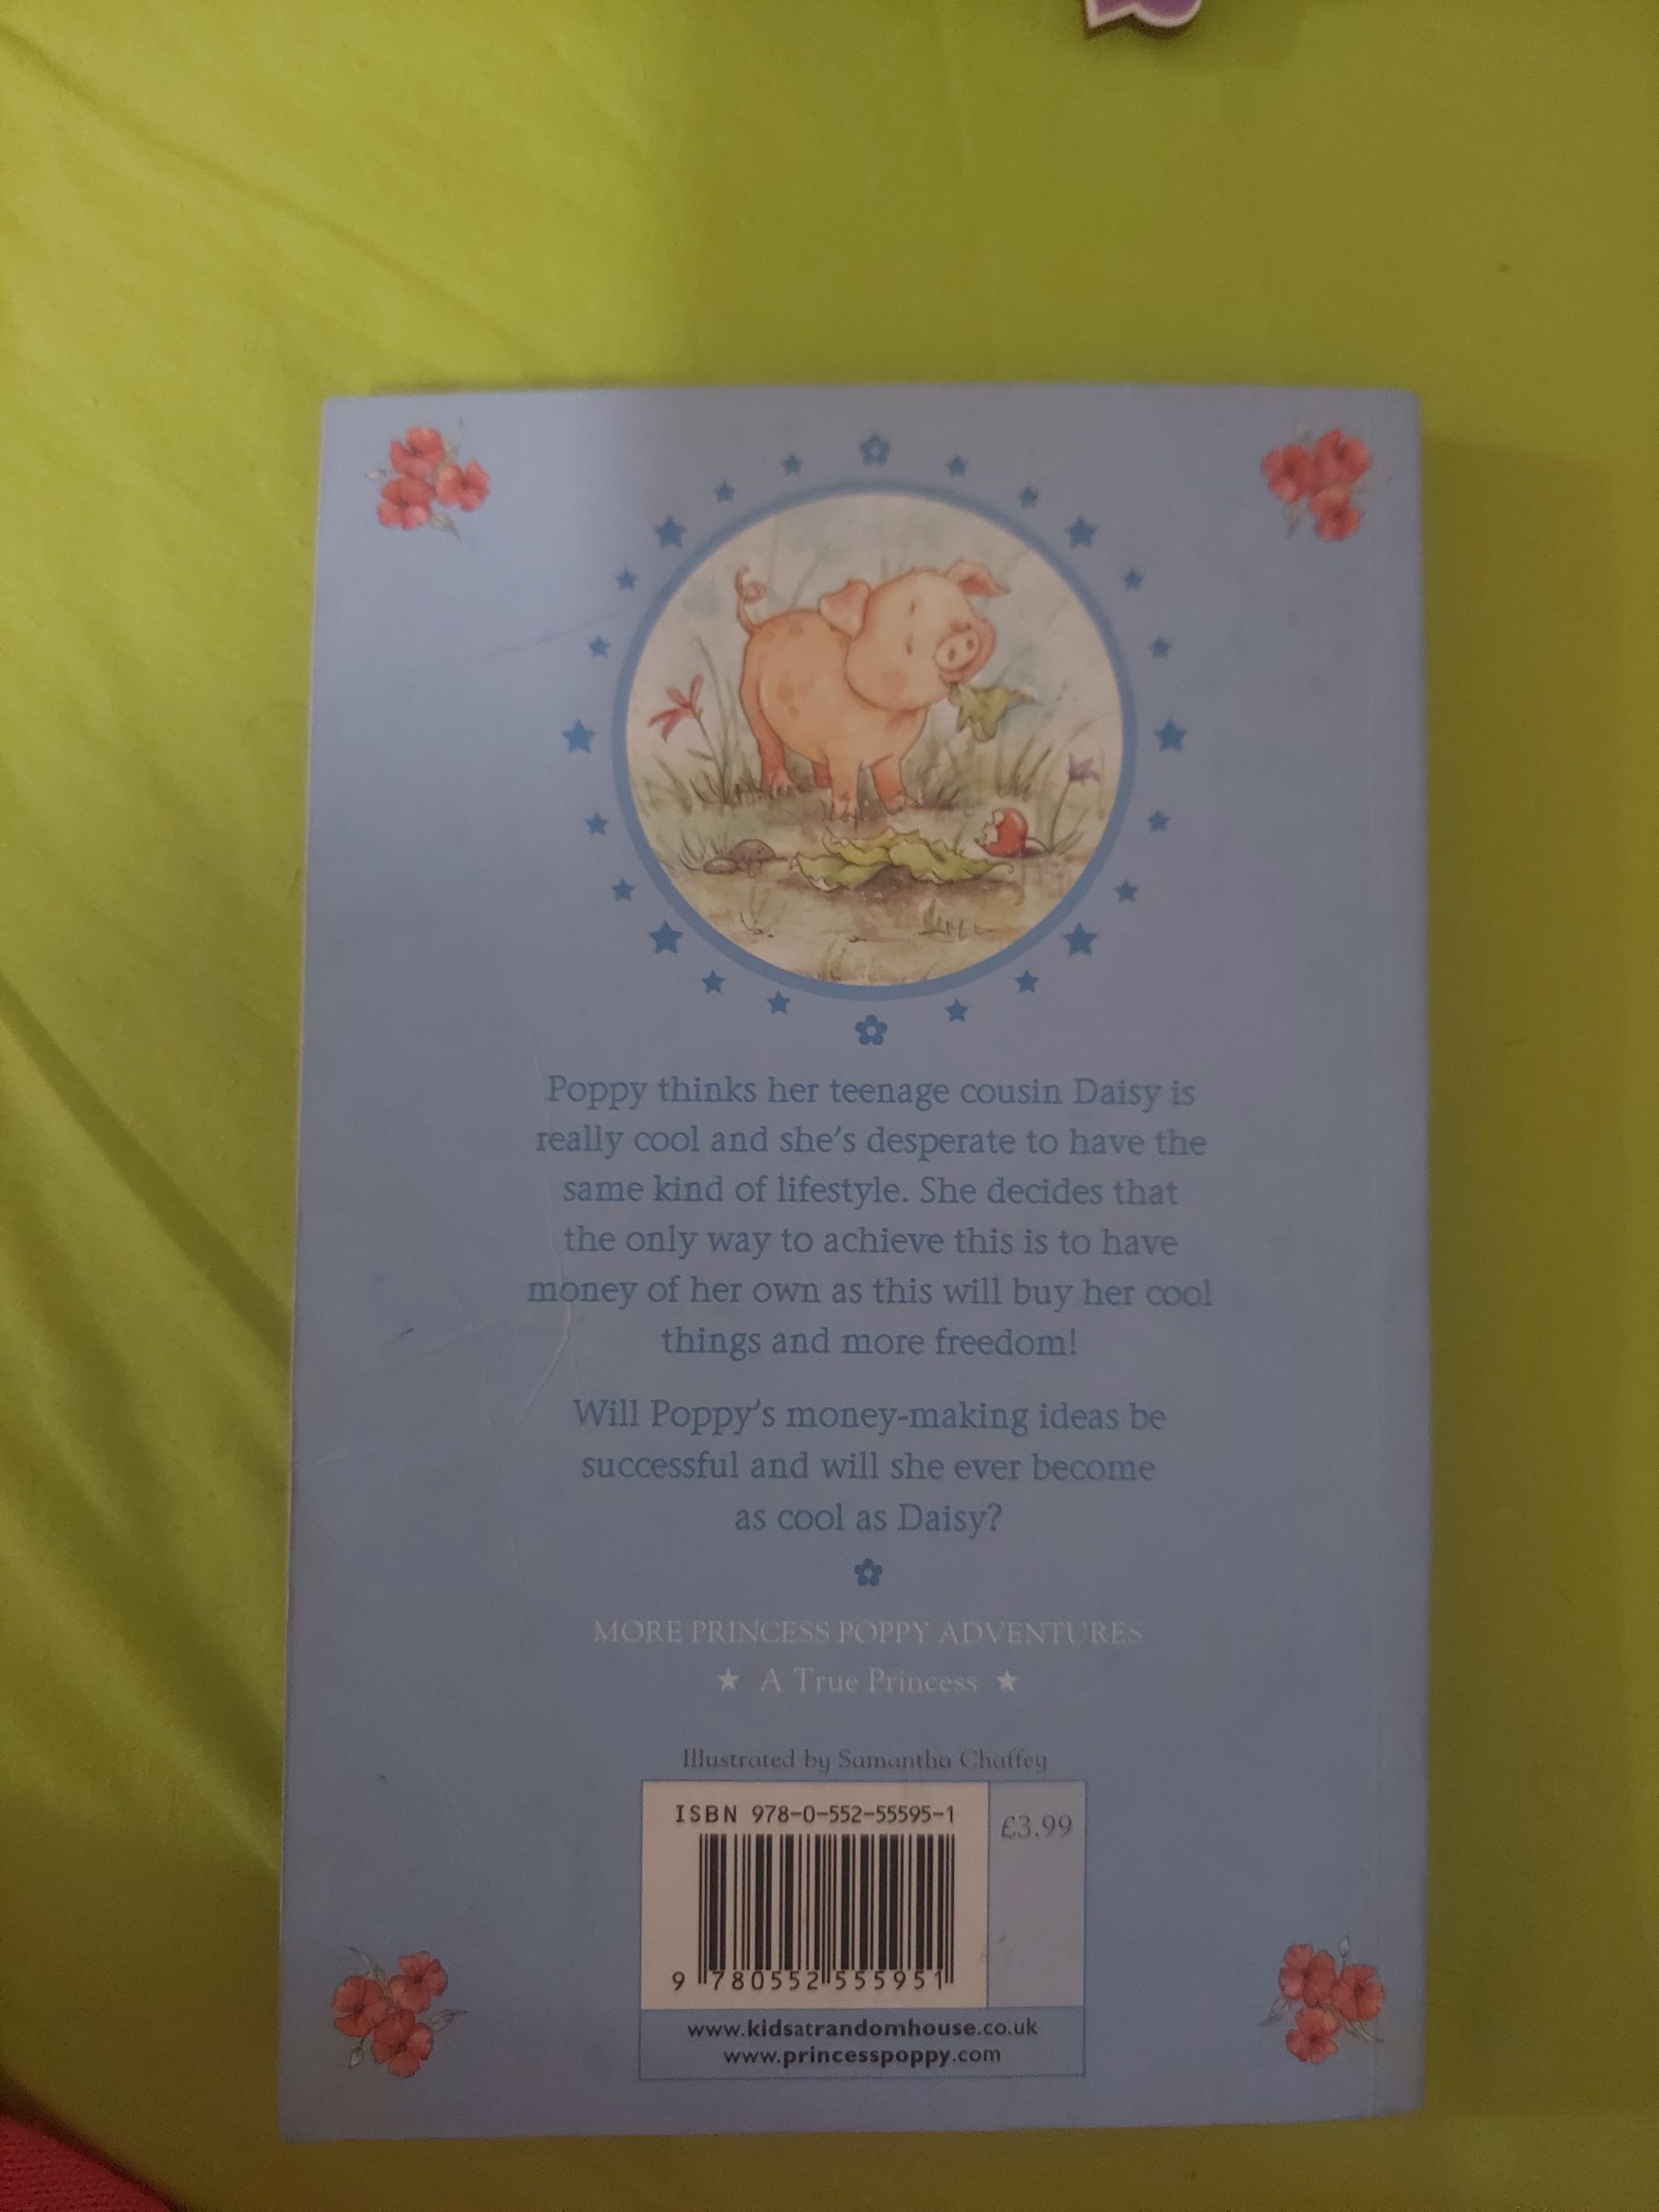 Poppy thinks her teenage cousin Daisy is
really cool and she's desperate to have the
same kind of lifestyle. She decides that
the only way to achieve this is to have
money of her own as this will buy her cool
things and more freedom!
Will Poppy's money-making ideas be
successful and will she ever become
as cool as Daisy?
MORE PRINCESS POPPY ADVENTURES
★ A True Princess ★
Illustrated by Samantha Chaffey
ISBN 978-0-552-55595-1
£3.99
9 780552 555951
www.kidsatrandomhouse.co.uk
www.princesspoppy.com